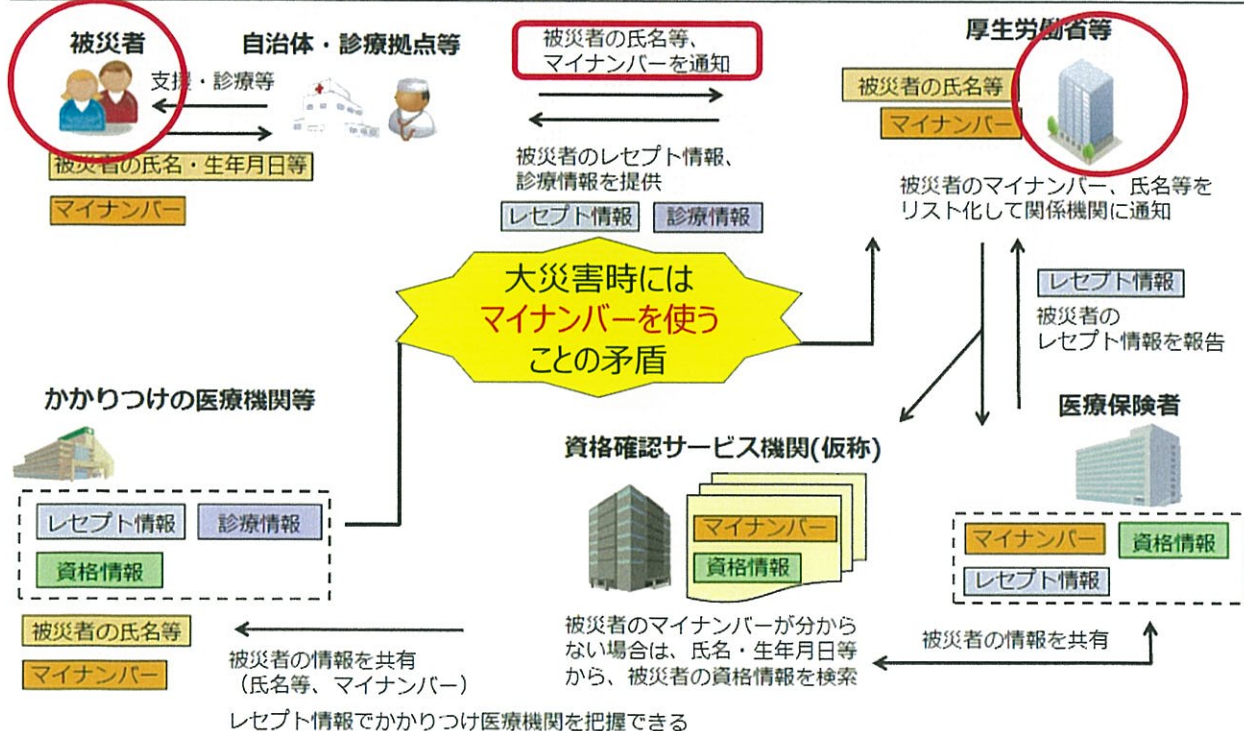 被災者
自治体・診療拠点等
被災者の氏名等、
マイナンバーを通知
厚生労働省等
支援・診療等
被災者の氏名等
マイナンバー
被災者の氏名・生年月日等
マイナンバー
被災者のレセプト情報、
診療情報を提供
レセプト情報
診療情報
被災者のマイナンバー、氏名等を
リスト化して関係機関に通知
大災害時には
マイナンバーを使う
ことの矛盾
レセプト情報
被災者の
レセプト情報を報告
かかりつけの医療機関等
レセプト情報
診療情報
資格情報
被災者の氏名等
マイナンバー
被災者の情報を共有
(氏名等、マイナンバー)
レセプト情報でかかりつけ医療機関を把握できる
資格確認サービス機関(仮称)
マイナンバー
資格情報
被災者のマイナンバーが分から
ない場合は、氏名・生年月日等
から、被災者の資格情報を検索
医療保険者
マイナンバー
資格情報
レセプト情報
被災者の情報を共有